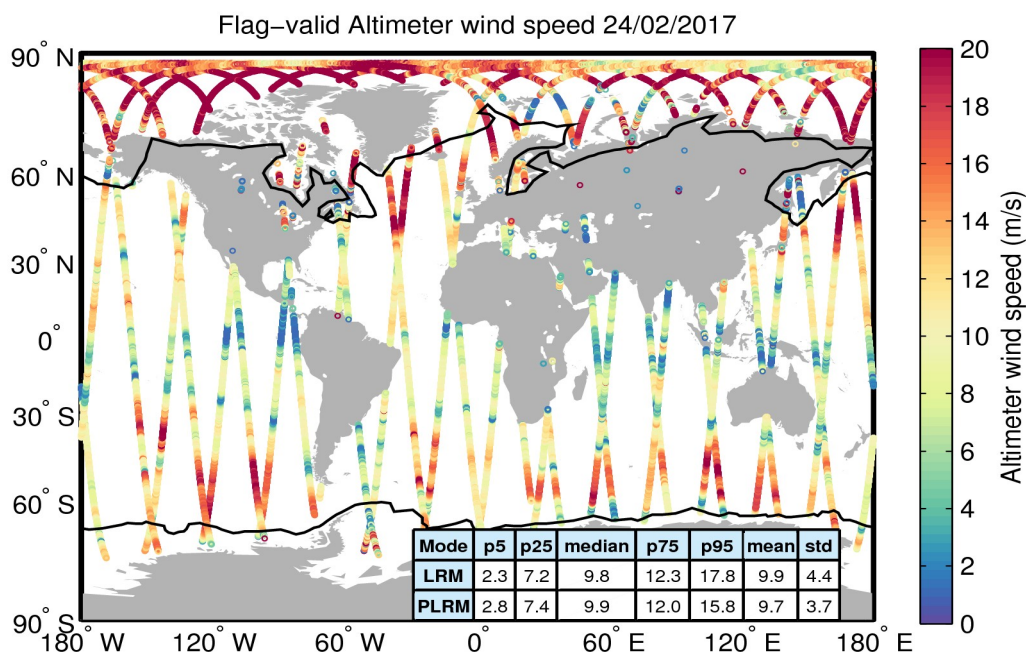 Flag−valid Altimeter wind speed 24/02/2017
90° N
60° N
30° N
0°
30° S
60° S
90° S
180° W
120° W
60° W
0°
60° E
120° E
180° E
Mode p5 p25 median p75 p95 mean std
LRM 2.3 7.2 9.8 12.3 17.8 9.9 4.4
PLRM 2.8 7.4 9.9 12.0 15.8 9.7 3.7
20
18
16
14
12
10
8
6
4
2
0
Altimeter wind speed (m/s)